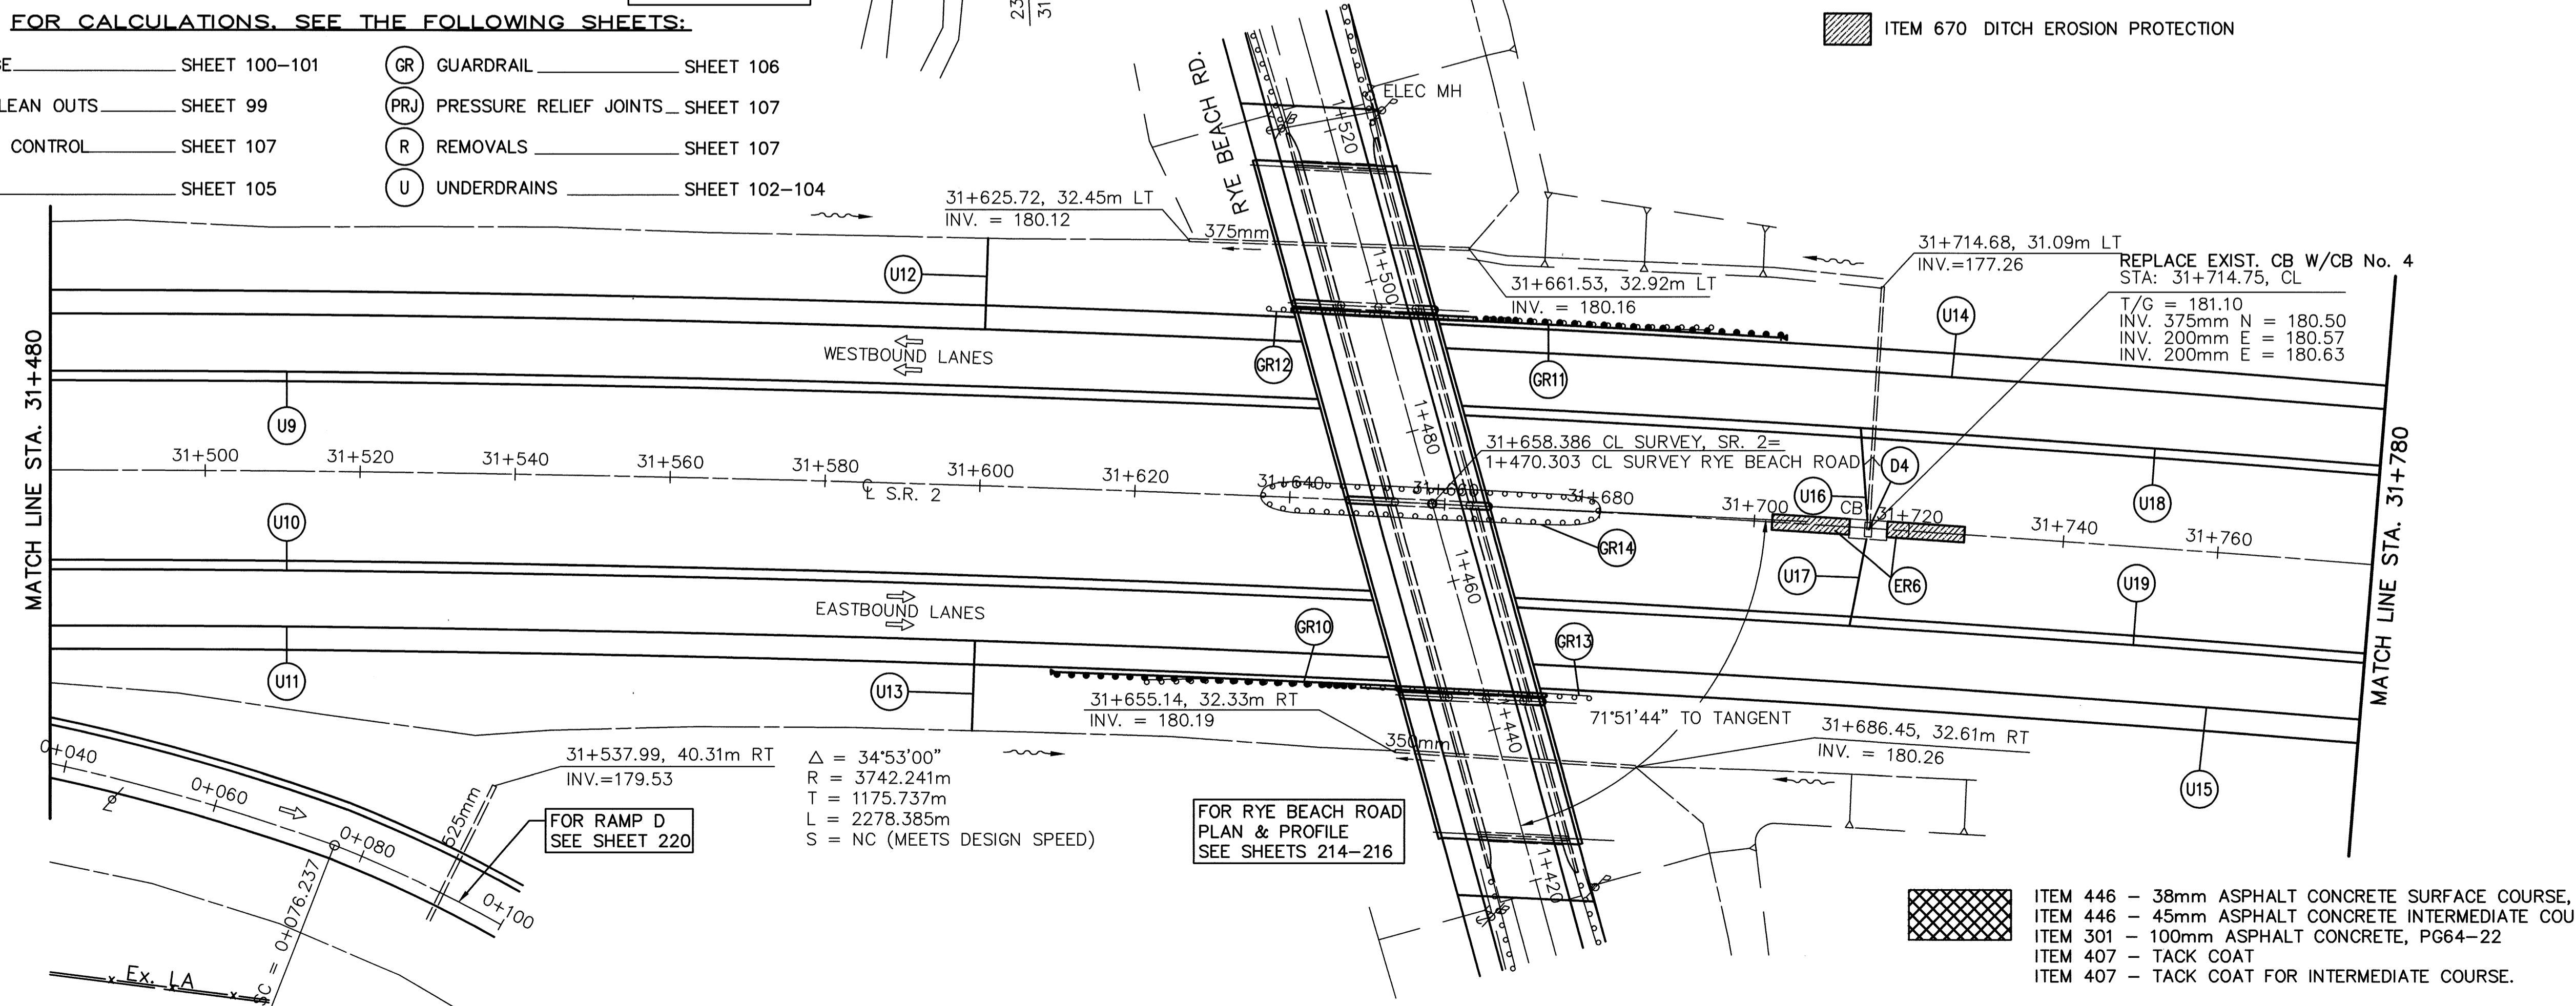 FOR CALCULATIONS, SEE THE FOLLOWING SHEETS:
SHEET 100-101
LEAN OUTS SHEET 99
CONTROL SHEET 107
SHEET 105
GR GUARDRAIL SHEET 106
PRJ PRESSURE RELIEF JOINTS SHEET 107
R REMOVALS SHEET 107
U UNDERDRAINS SHEET 102-104
23
31
ITEM 670 DITCH EROSION PROTECTION
RYE BEACH RD.
ELEC MH
1+520
1+500
1+480
1+460
1+440
1+420
31+625.72, 32.45m LT
INV. = 180.12
375mm
31+661.53, 32.92m LT
INV. = 180.16
31+714.68, 31.09m LT
INV.=177.26
REPLACE EXIST. CB W/CB No. 4
STA: 31+714.75, CL
T/G = 181.10
INV. 375mm N = 180.50
INV. 200mm E = 180.57
INV. 200mm E = 180.63
MATCH LINE STA. 31+480
MATCH LINE STA. 31+780
U12
U14
GR12
GR11
WESTBOUND LANES
U9
31+658.386 CL SURVEY, SR. 2=
1+470.303 CL SURVEY RYE BEACH ROAD
D4
U16
CB
U18
31+500
31+520
31+540
31+560
31+580
31+600
31+620
31+640
31+660
31+680
31+700
31+720
31+740
31+760
℄ S.R. 2
U10
GR14
U17
ER6
U19
EASTBOUND LANES
GR10
GR13
U11
U13
U15
31+655.14, 32.33m RT
INV. = 180.19
350mm
71°51'44" TO TANGENT
31+686.45, 32.61m RT
INV. = 180.26
31+537.99, 40.31m RT
INV.=179.53
525mm
△ = 34°53'00"
R = 3742.241m
T = 1175.737m
L = 2278.385m
S = NC (MEETS DESIGN SPEED)
0+040
0+060
0+080
0+100
FOR RAMP D
SEE SHEET 220
FOR RYE BEACH ROAD
PLAN & PROFILE
SEE SHEETS 214-216
SC = 0+076.237
Ex. LA
ITEM 446 - 38mm ASPHALT CONCRETE SURFACE COURSE,
ITEM 446 - 45mm ASPHALT CONCRETE INTERMEDIATE COU
ITEM 301 - 100mm ASPHALT CONCRETE, PG64-22
ITEM 407 - TACK COAT
ITEM 407 - TACK COAT FOR INTERMEDIATE COURSE.